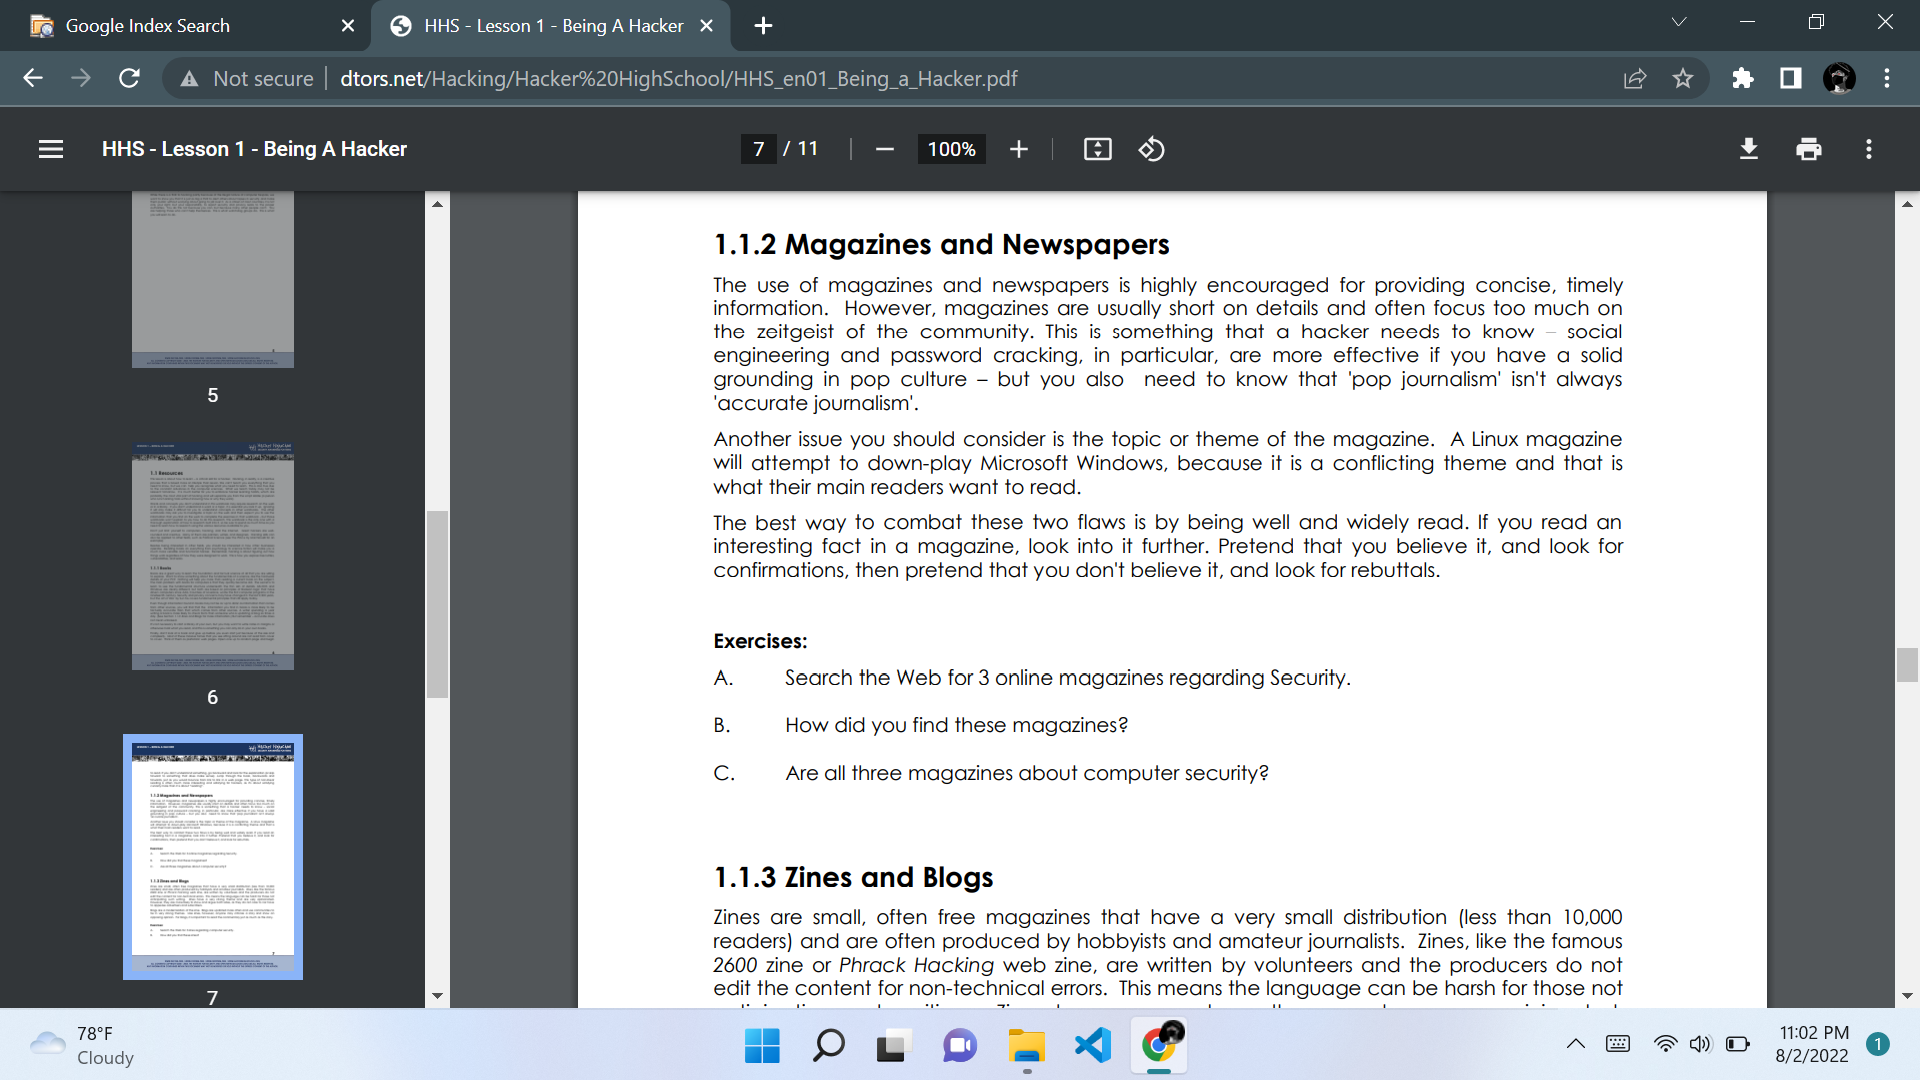 Google Index Search
HHS - Lesson 1 - Being A Hacker
Not secure
dtors.net/Hacking/Hacker%20HighSchool/HHS_en01_Being_a_Hacker.pdf
HHS - Lesson 1 - Being A Hacker
7 / 11
100%
5
6
7
1.1.2 Magazines and Newspapers
The use of magazines and newspapers is highly encouraged for providing concise, timely
information. However, magazines are usually short on details and often focus too much on
the zeitgeist of the community. This is something that a hacker needs to know – social
engineering and password cracking, in particular, are more effective if you have a solid
grounding in pop culture – but you also need to know that 'pop journalism' isn't always
'accurate journalism'.
Another issue you should consider is the topic or theme of the magazine. A Linux magazine
will attempt to down-play Microsoft Windows, because it is a conflicting theme and that is
what their main readers want to read.
The best way to combat these two flaws is by being well and widely read. If you read an
interesting fact in a magazine, look into it further. Pretend that you believe it, and look for
confirmations, then pretend that you don't believe it, and look for rebuttals.
Exercises:
A. Search the Web for 3 online magazines regarding Security.
B. How did you find these magazines?
C. Are all three magazines about computer security?
1.1.3 Zines and Blogs
Zines are small, often free magazines that have a very small distribution (less than 10,000
readers) and are often produced by hobbyists and amateur journalists. Zines, like the famous
2600 zine or Phrack Hacking web zine, are written by volunteers and the producers do not
edit the content for non-technical errors. This means the language can be harsh for those not
78°F
Cloudy
11:02 PM
8/2/2022
1